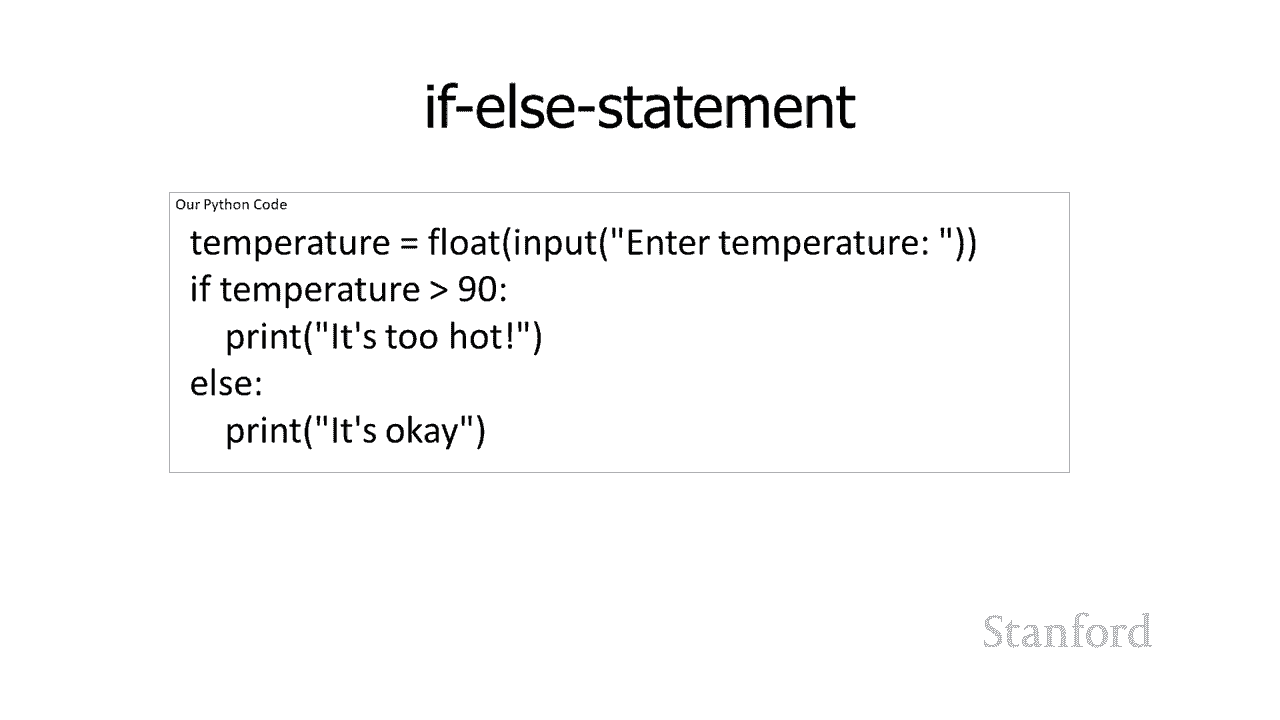 if-else-statement
Our Python Code
temperature = float(input("Enter temperature: "))
if temperature > 90:
print("It's too hot!")
else:
print("It's okay")
Stanford